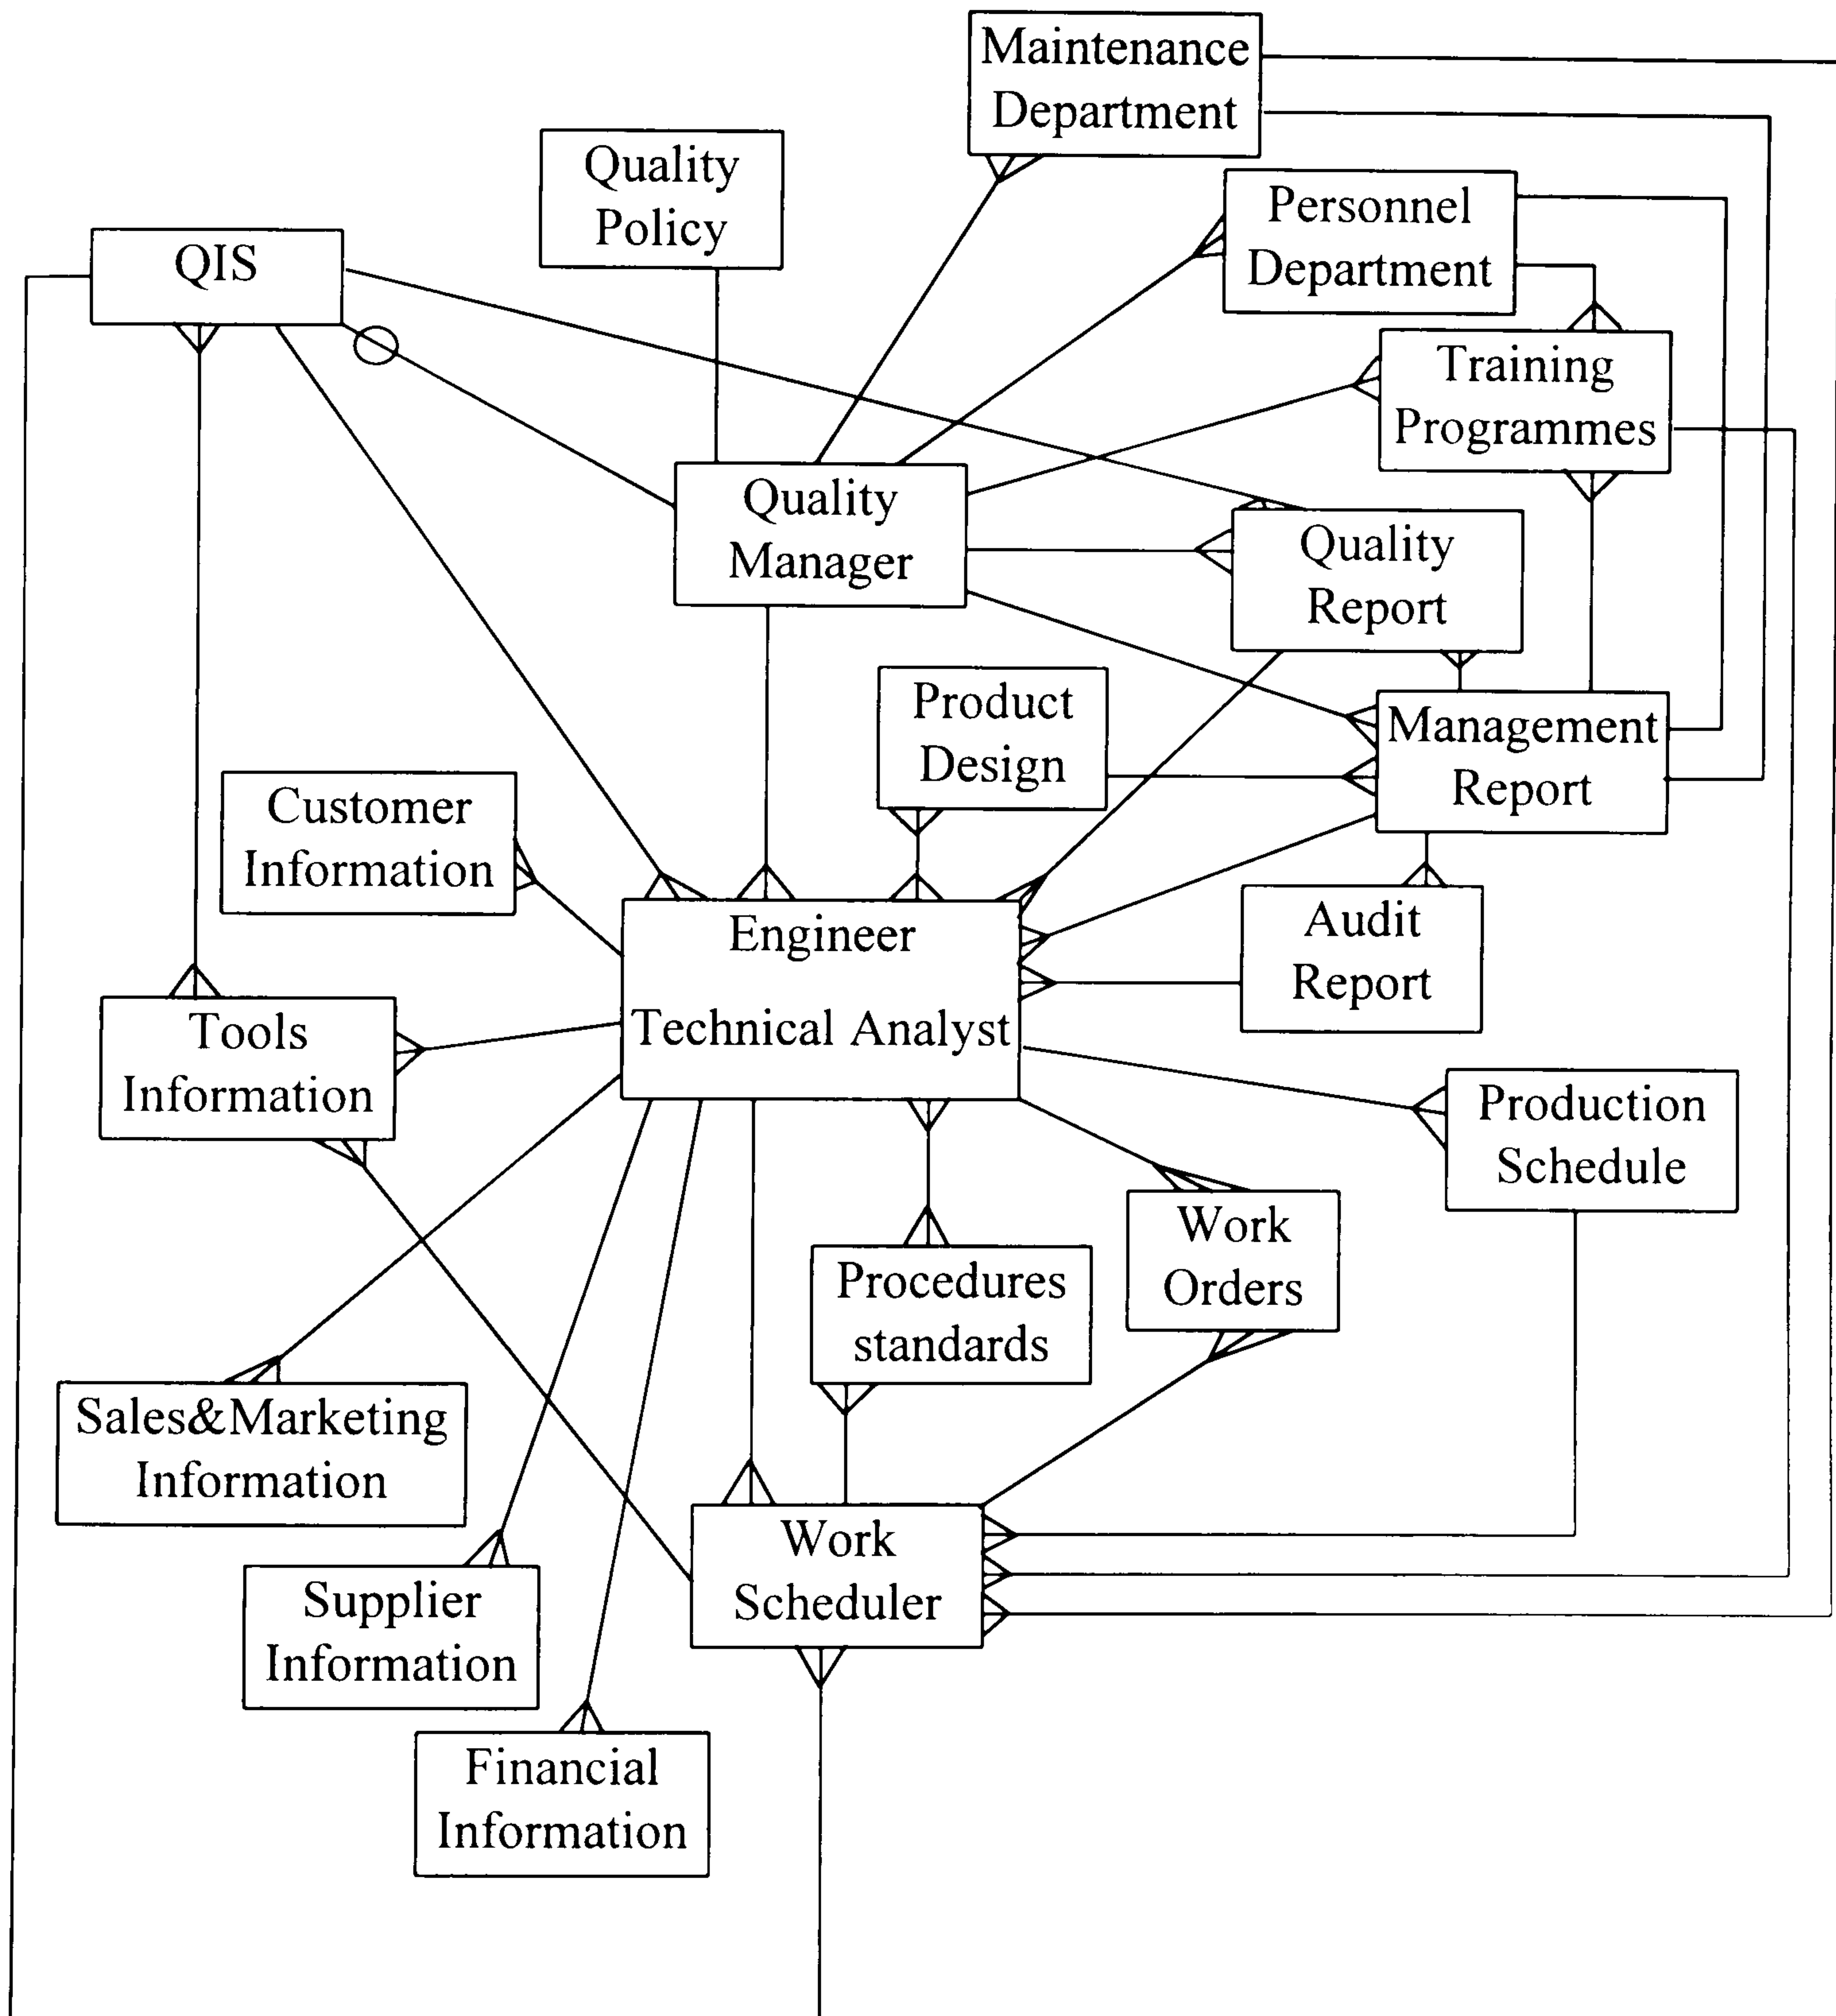 Maintenance
Department
Quality
Policy
Personnel
Department
QIS
Training
Programmes
Quality
Manager
Quality
Report
Product
Design
Management
Report
Customer
Information
Engineer
Technical Analyst
Audit
Report
Tools
Information
Production
Schedule
Work
Orders
Procedures
standards
Sales&Marketing
Information
Work
Scheduler
Supplier
Information
Financial
Information